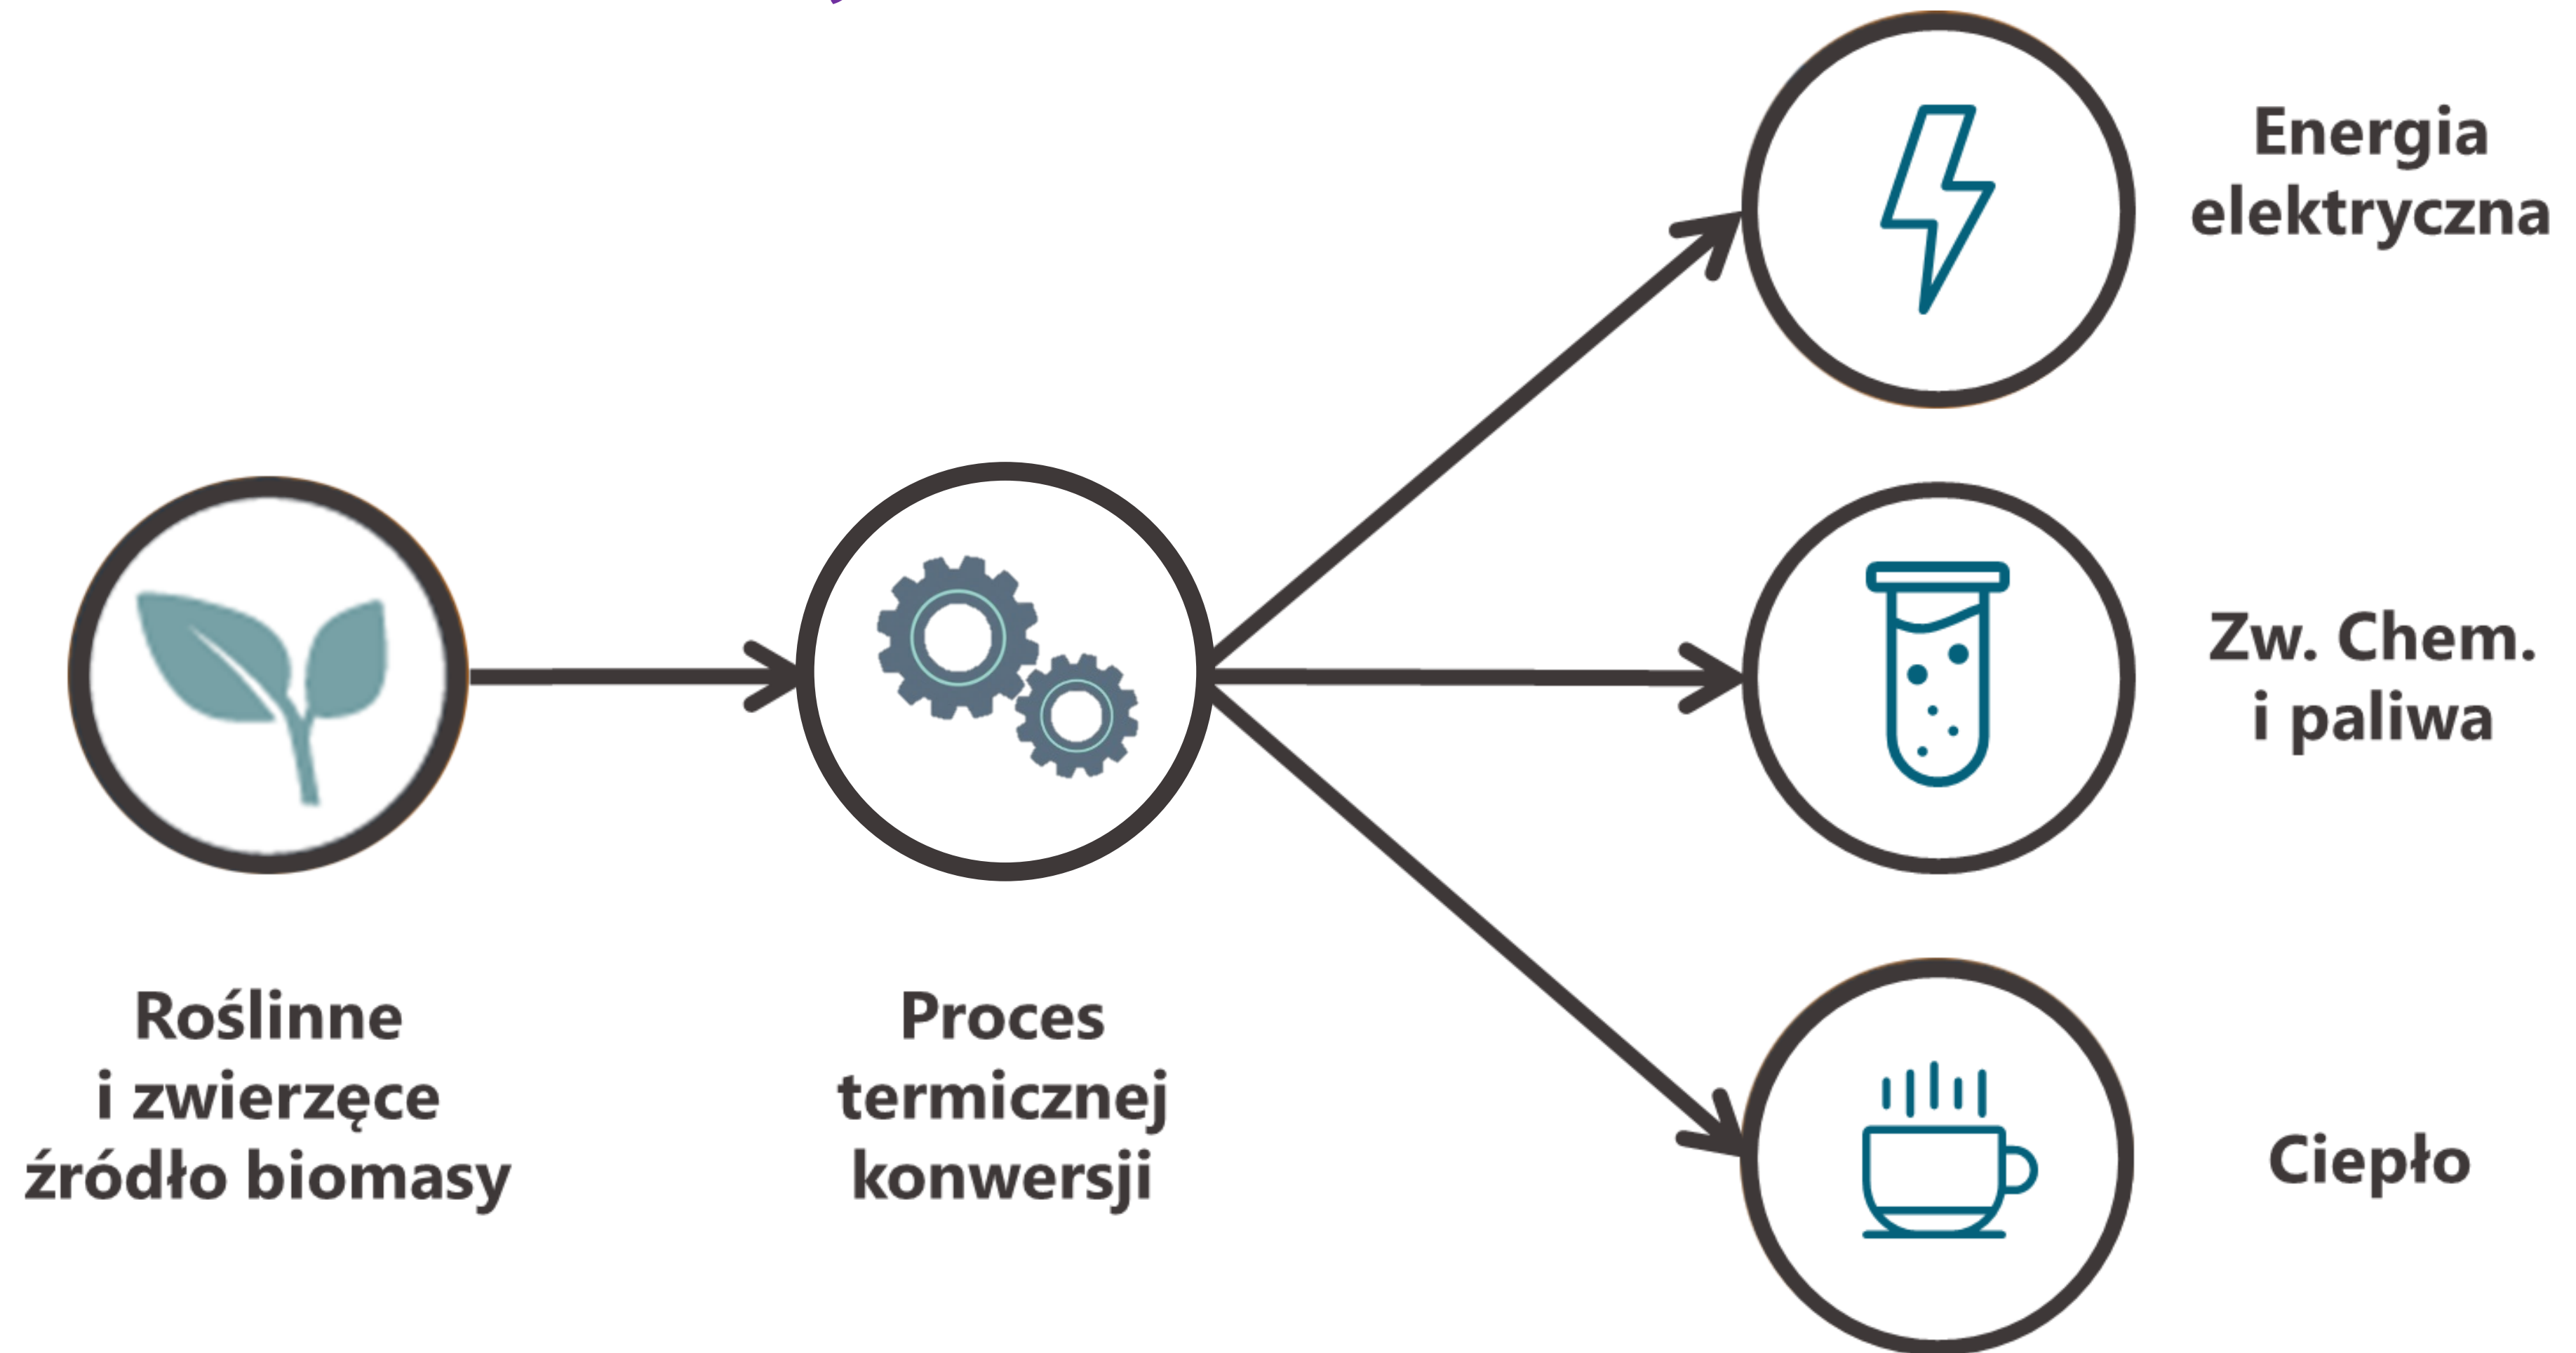 Energia
elektryczna
Zw. Chem.
i paliwa
Roślinne
i zwierzęce
źródło biomasy
Proces
termicznej
konwersji
Ciepło